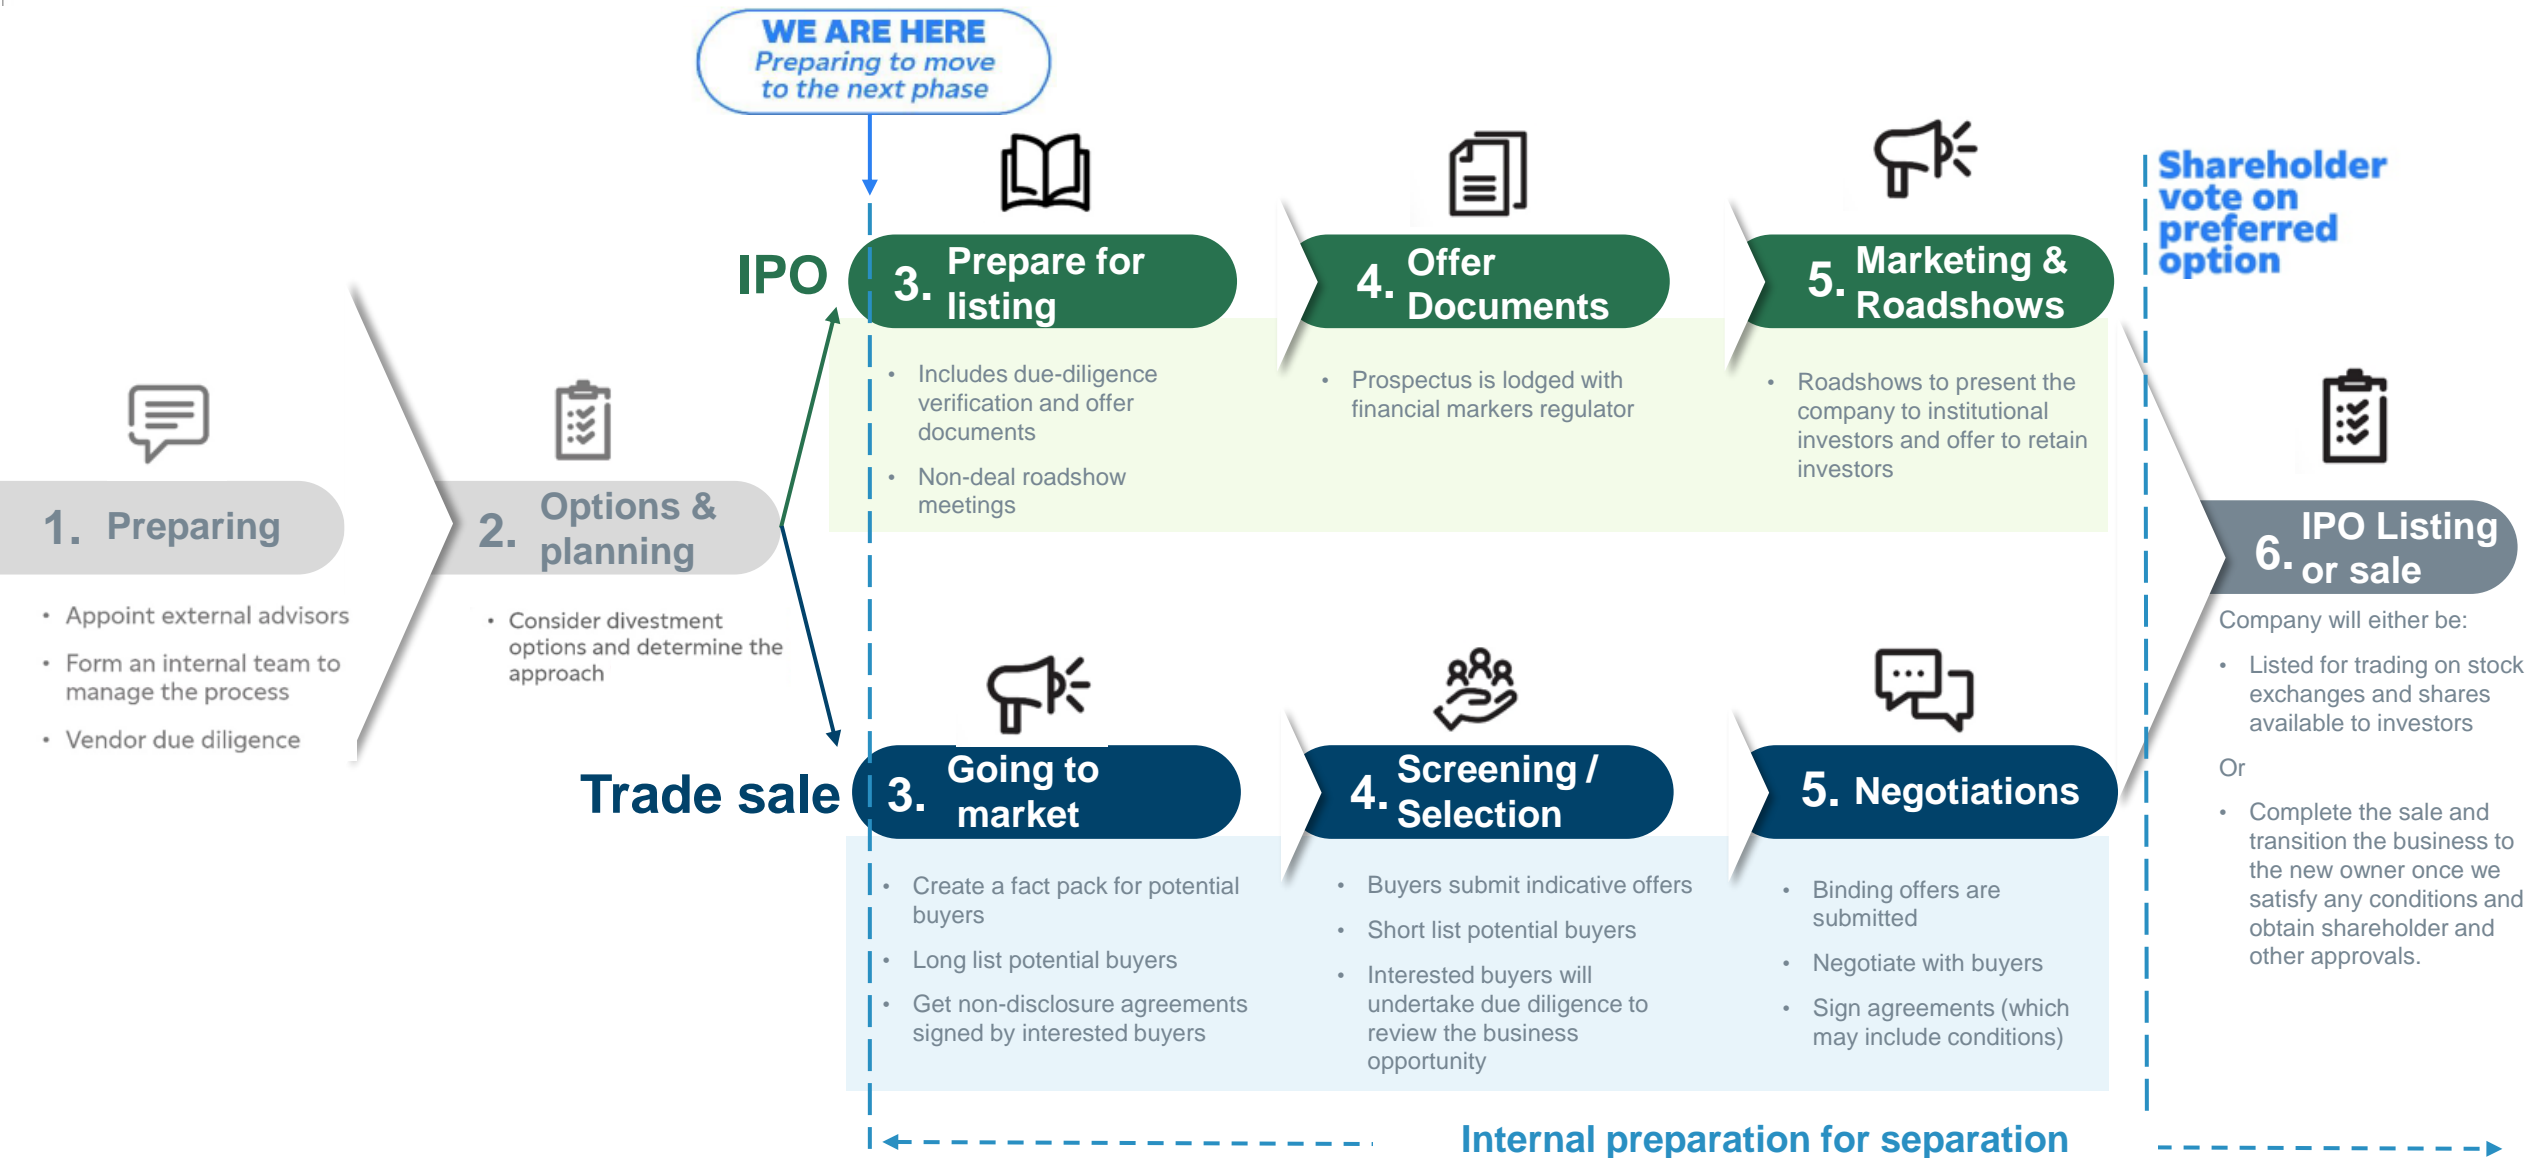 WE ARE HERE
Preparing to move
to the next phase
Shareholder
vote on
preferred
option
1. Preparing
• Appoint external advisors
• Form an internal team to
manage the process
• Vendor due diligence
2. Options &
planning
• Consider divestment
options and determine the
approach
IPO
3. Prepare for
listing
• Includes due-diligence
verification and offer
documents
• Non-deal roadshow
meetings
4. Offer
Documents
• Prospectus is lodged with
financial markers regulator
5. Marketing &
Roadshows
• Roadshows to present the
company to institutional
investors and offer to retain
investors
Trade sale
3. Going to
market
• Create a fact pack for potential
buyers
• Long list potential buyers
• Get non-disclosure agreements
signed by interested buyers
4. Screening /
Selection
• Buyers submit indicative offers
• Short list potential buyers
• Interested buyers will
undertake due diligence to
review the business
opportunity
5. Negotiations
• Binding offers are
submitted
• Negotiate with buyers
• Sign agreements (which
may include conditions)
6. IPO Listing
or sale
Company will either be:
• Listed for trading on stock
exchanges and shares
available to investors
Or
• Complete the sale and
transition the business to
the new owner once we
satisfy any conditions and
obtain shareholder and
other approvals.
Internal preparation for separation